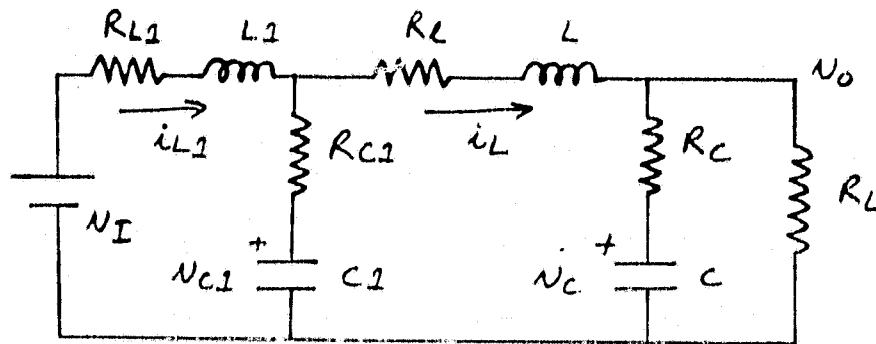 RL1 L1 Rl L
No
iL1 RC1 iL RC RL
NI
+ +
NC1 C1 NC C